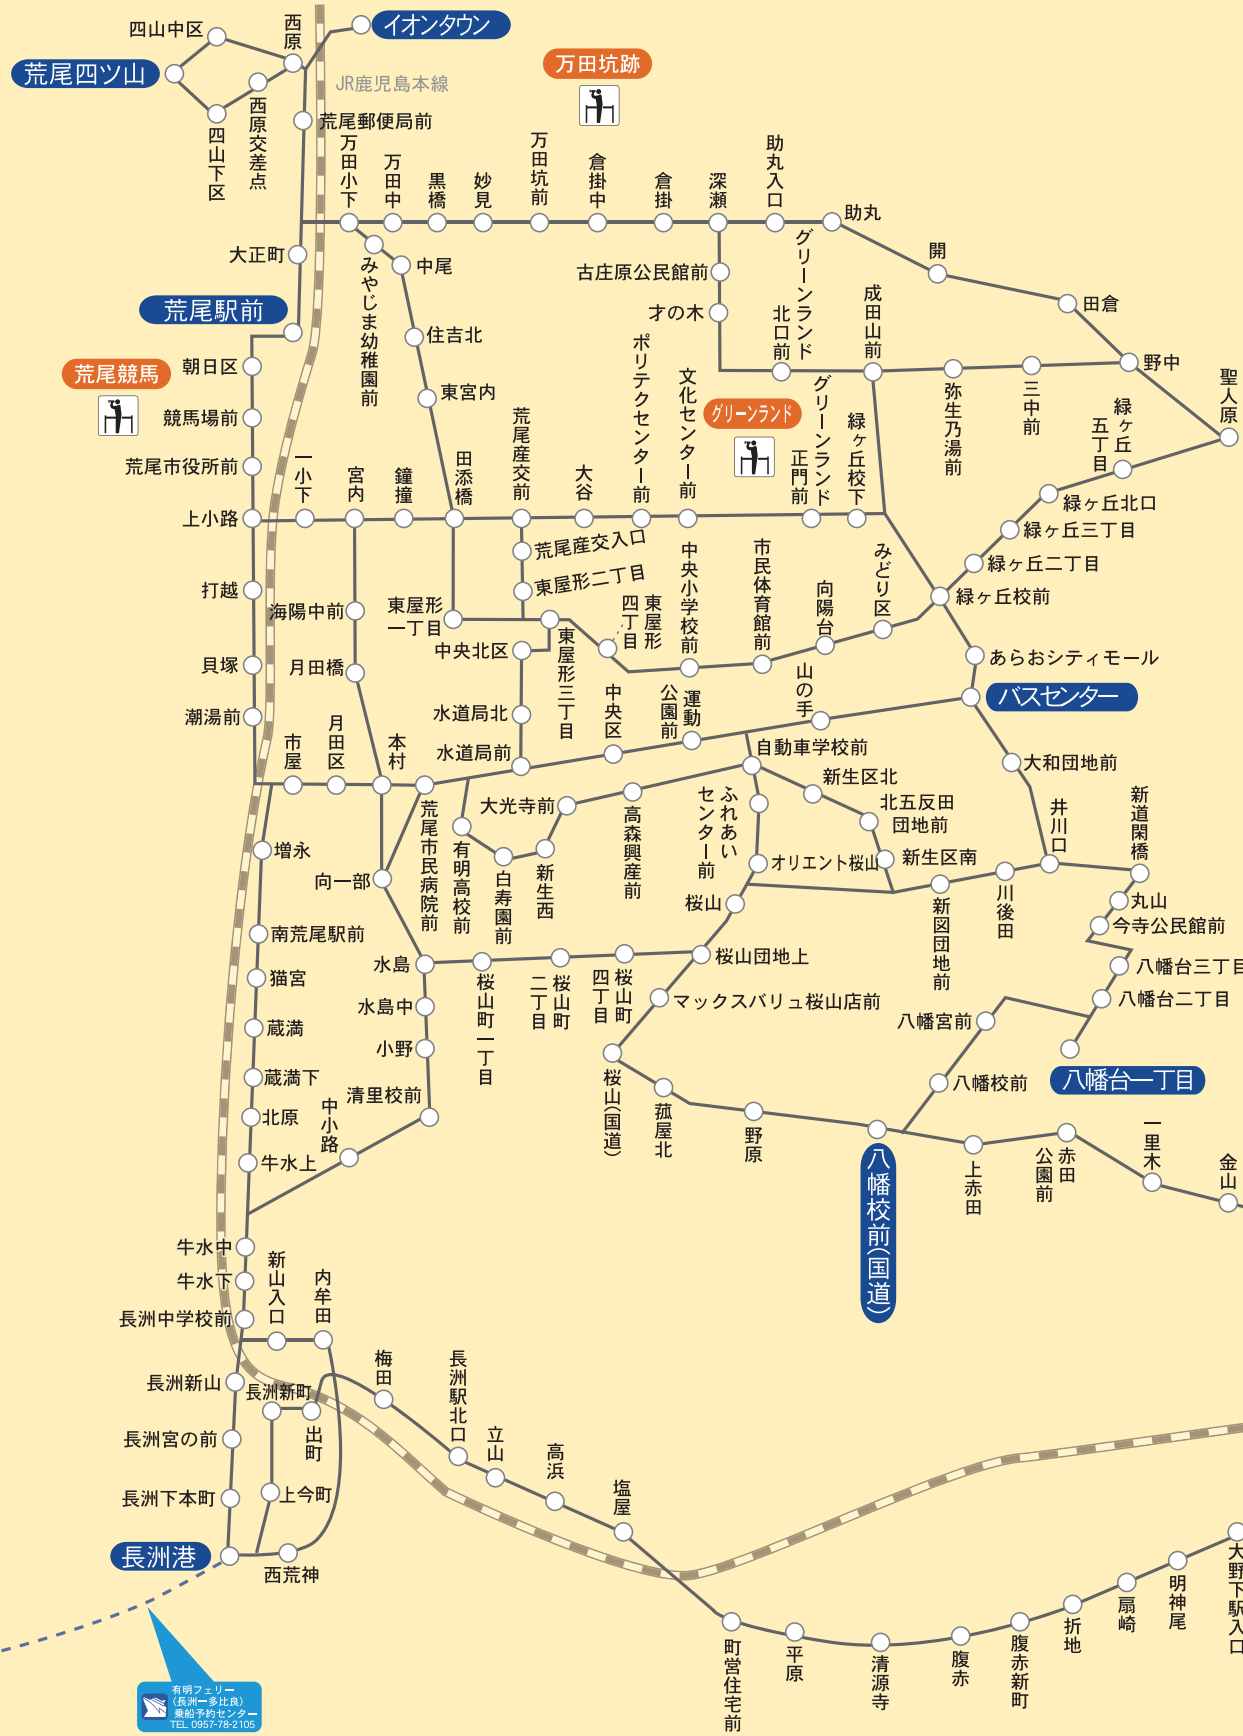 四山中区
西原
イオンタウン
荒尾四ツ山
万田坑跡
JR鹿児島本線
西原交差点
四山下区
荒尾郵便局前
万田小下
万田中
黒橋
妙見
万田坑前
倉掛中
倉掛
深瀬
助丸入口
助丸
大正町
みやじま幼稚園前
中尾
古庄原公民館前
グリーンランド
北口前
開
成田山前
田倉
荒尾駅前
才の木
住吉北
ポリテクセンター前
野中
荒尾競馬
朝日区
東宮内
文化センター前
グリーンランド
グリーンランド
正門前
緑ヶ丘校下
弥生乃湯前
三中前
聖人原
緑ヶ丘
五丁目
競馬場前
荒尾産交前
荒尾市役所前
一小下
宮内
鐘撞
田添橋
大谷
緑ヶ丘北口
上小路
緑ヶ丘三丁目
荒尾産交入口
中央小学校前
市民体育館前
みどり区
緑ヶ丘二丁目
打越
海陽中前
東屋形
一丁目
東屋形二丁目
東屋形
四丁目
向陽台
緑ヶ丘校前
貝塚
月田橋
中央北区
東屋形三丁目
山の手
あらおシティモール
バスセンター
潮湯前
月田区
水道局北
中央区
運動
公園前
市屋
本村
水道局前
自動車学校前
大和団地前
新生区北
大光寺前
ふれあい
センター前
北五反田
団地前
井川口
新道閑橋
増永
荒尾市民病院前
有明高校前
白寿園前
新生西
高森興産前
オリエント桜山
新生区南
向一部
桜山
新図団地前
川後田
丸山
南荒尾駅前
今寺公民館前
水島
桜山団地上
猫宮
桜山町一丁目
桜山町
二丁目
桜山町
四丁目
八幡台三丁目
水島中
マックスバリュ桜山店前
八幡台二丁目
蔵満
八幡宮前
小野
蔵満下
桜山(国道)
八幡校前
八幡台一丁目
清里校前
中小路
北原
菰屋北
野原
牛水上
八幡校前(国道)
上赤田
赤田
公園前
一里木
金山
牛水中
新山入口
内牟田
牛水下
長洲中学校前
長洲新山
長洲新町
梅田
長洲駅北口
長洲宮の前
出町
立山
高浜
長洲下本町
上今町
塩屋
長洲港
西荒神
大野下駅入口
明神尾
扇崎
折地
腹赤新町
腹赤
清源寺
平原
町営住宅前
有明フェリー
(長洲ー多比良)
乗船予約センター
TEL 0957-78-2105